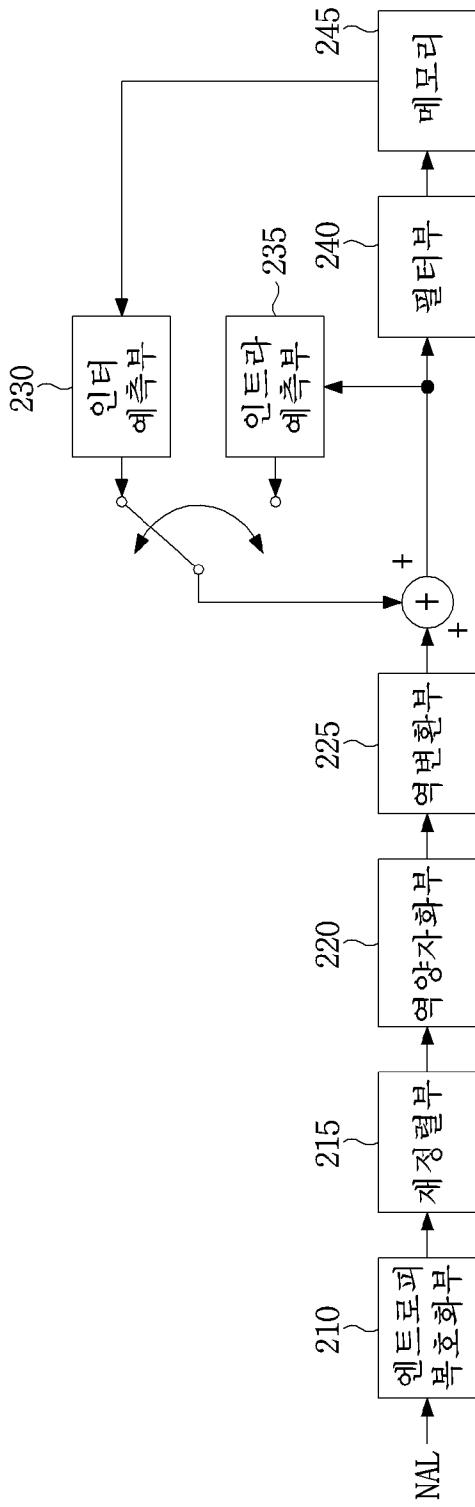 NAL
210
엔트로피
복호화부
215
재정렬부
220
역양자화부
225
역변환부
+
+
+
230
인터
예측부
235
인트라
예측부
240
필터부
245
메모리